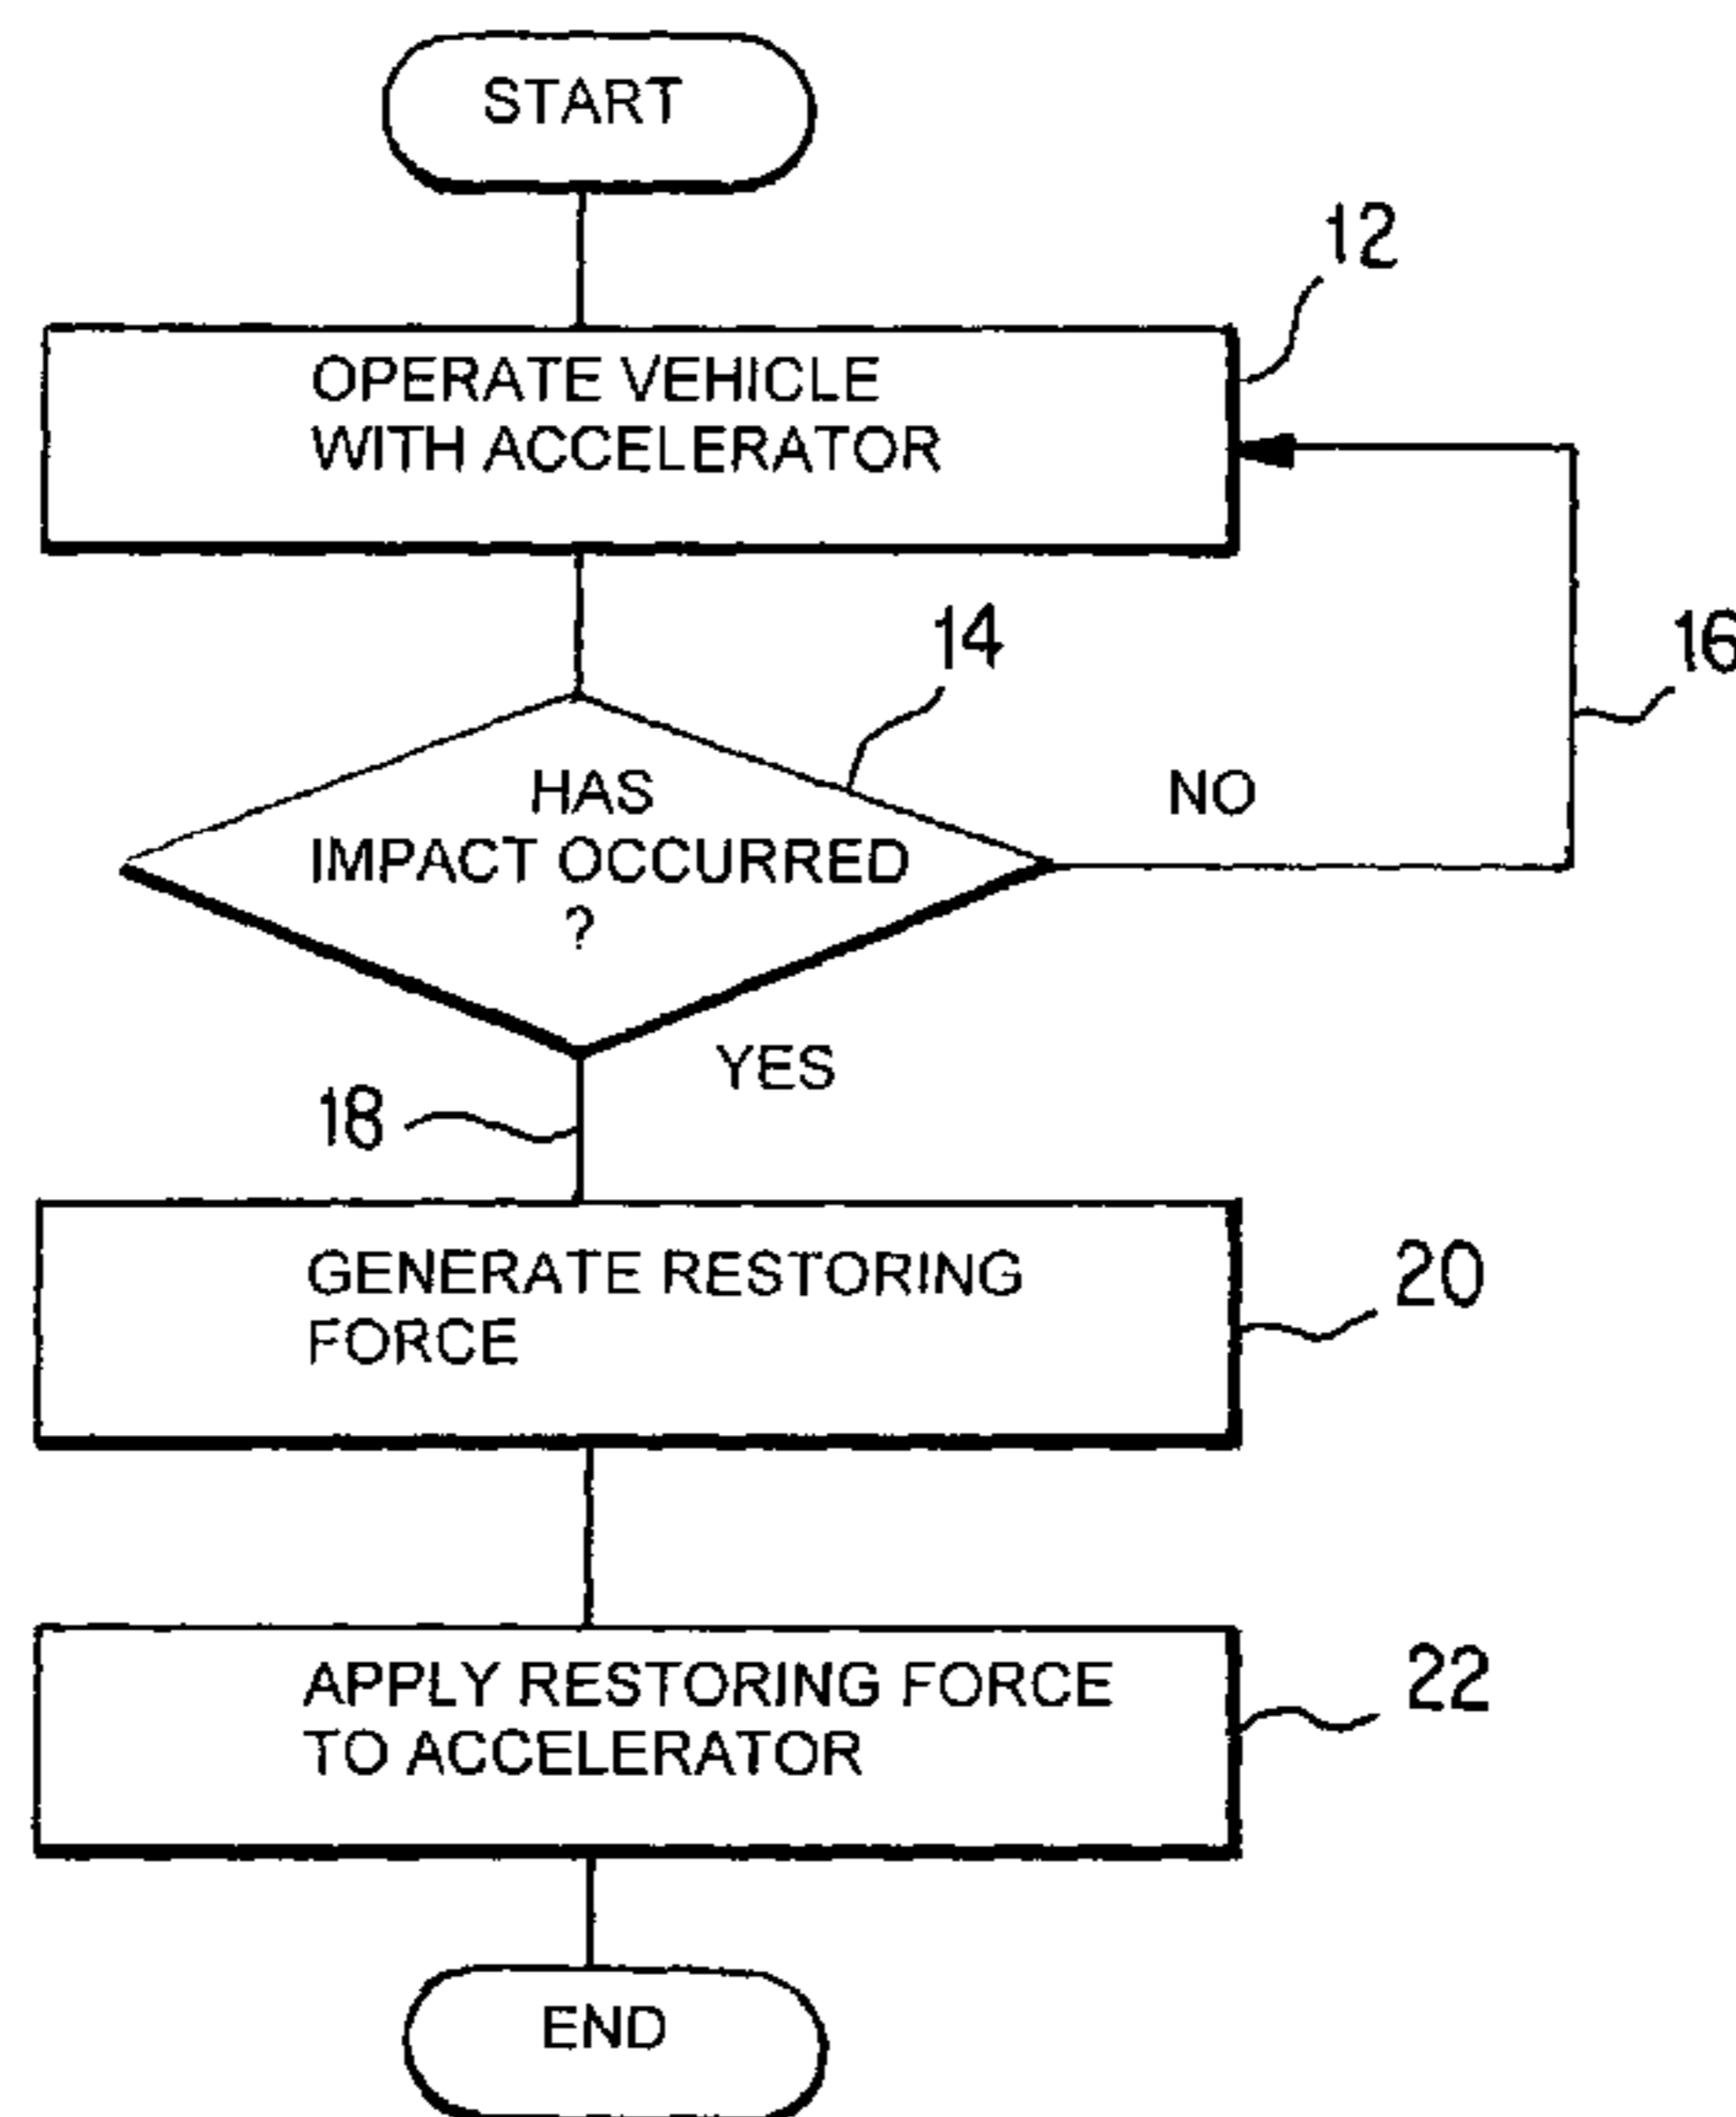 START
12
OPERATE VEHICLE
WITH ACCELERATOR
14
16
HAS
IMPACT OCCURRED
?
NO
YES
18
GENERATE RESTORING
FORCE
20
APPLY RESTORING FORCE
TO ACCELERATOR
22
END